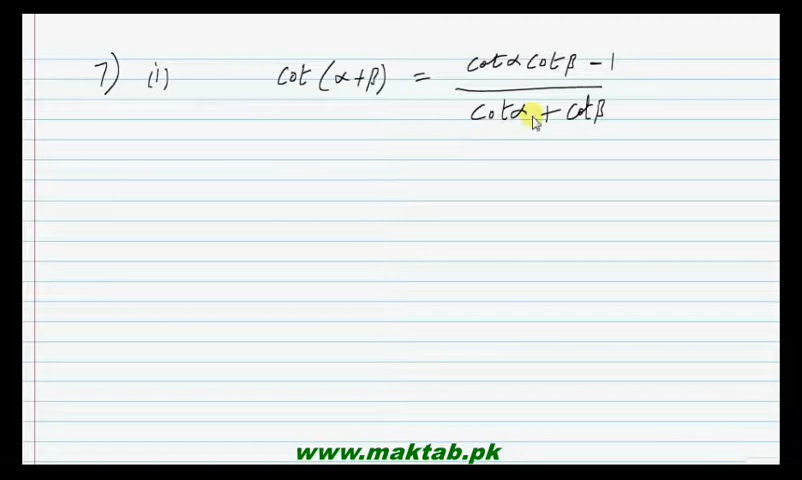 7) (i) cot (α+β) = cotα cotβ - 1
cotα + cotβ
www.maktab.pk